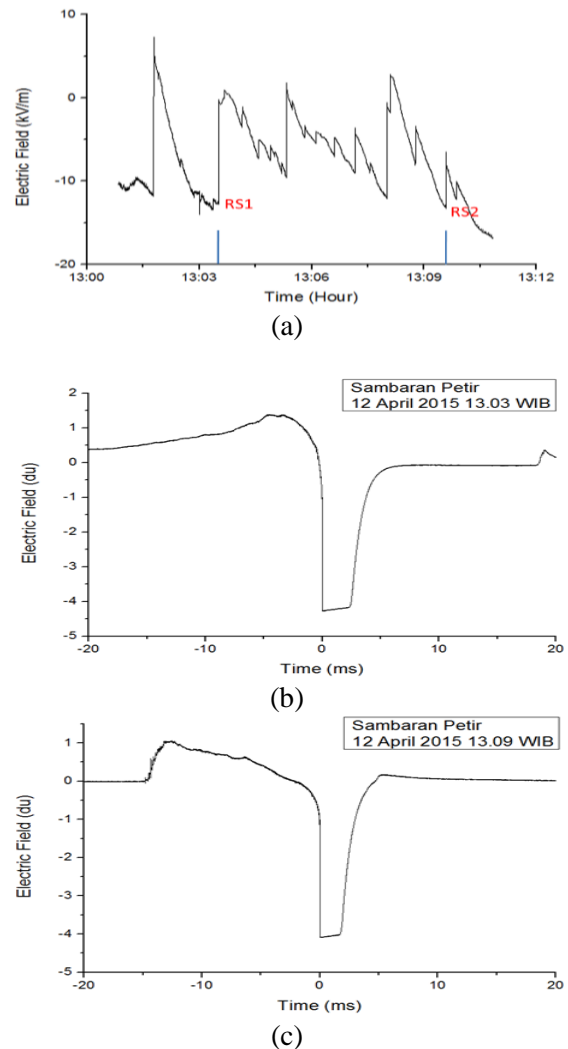 10
0
-10
-20
Electric Field (kV/m)
RS1
RS2
13:00
13:03
13:06
13:09
13:12
Time (Hour)
(a)
Sambaran Petir
12 April 2015 13.03 WIB
2
1
0
-1
-2
-3
-4
-5
Electric Field (du)
-20
-10
0
10
20
Time (ms)
(b)
Sambaran Petir
12 April 2015 13.09 WIB
1
0
-1
-2
-3
-4
-5
Electric Field (du)
-20
-10
0
10
20
Time (ms)
(c)